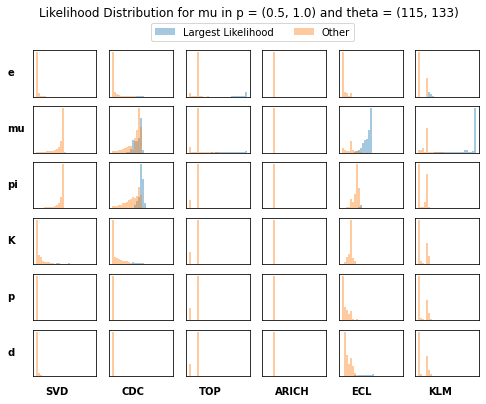 Likelihood Distribution for mu in p = (0.5, 1.0) and theta = (115, 133)
Largest Likelihood Other
e
mu
pi
K
p
d
SVD CDC TOP ARICH ECL KLM